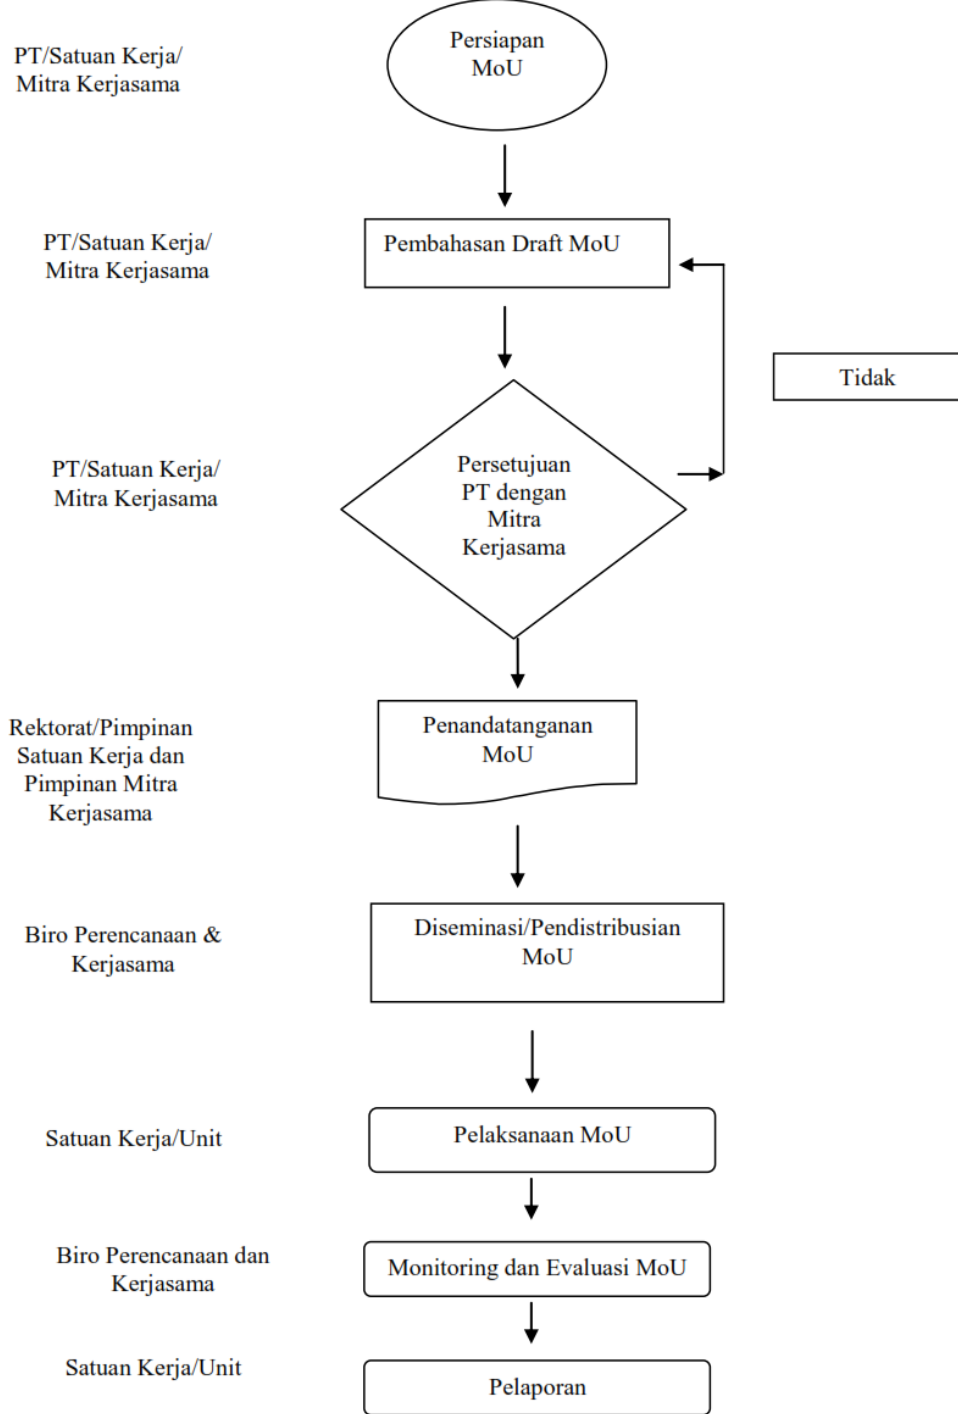 PT/Satuan Kerja/
Mitra Kerjasama
Persiapan
MoU
PT/Satuan Kerja/
Mitra Kerjasama
Pembahasan Draft MoU
Tidak
PT/Satuan Kerja/
Mitra Kerjasama
Persetujuan
PT dengan
Mitra
Kerjasama
Rektorat/Pimpinan
Satuan Kerja dan
Pimpinan Mitra
Kerjasama
Penandatanganan
MoU
Biro Perencanaan &
Kerjasama
Diseminasi/Pendistribusian
MoU
Satuan Kerja/Unit
Pelaksanaan MoU
Biro Perencanaan dan
Kerjasama
Monitoring dan Evaluasi MoU
Satuan Kerja/Unit
Pelaporan